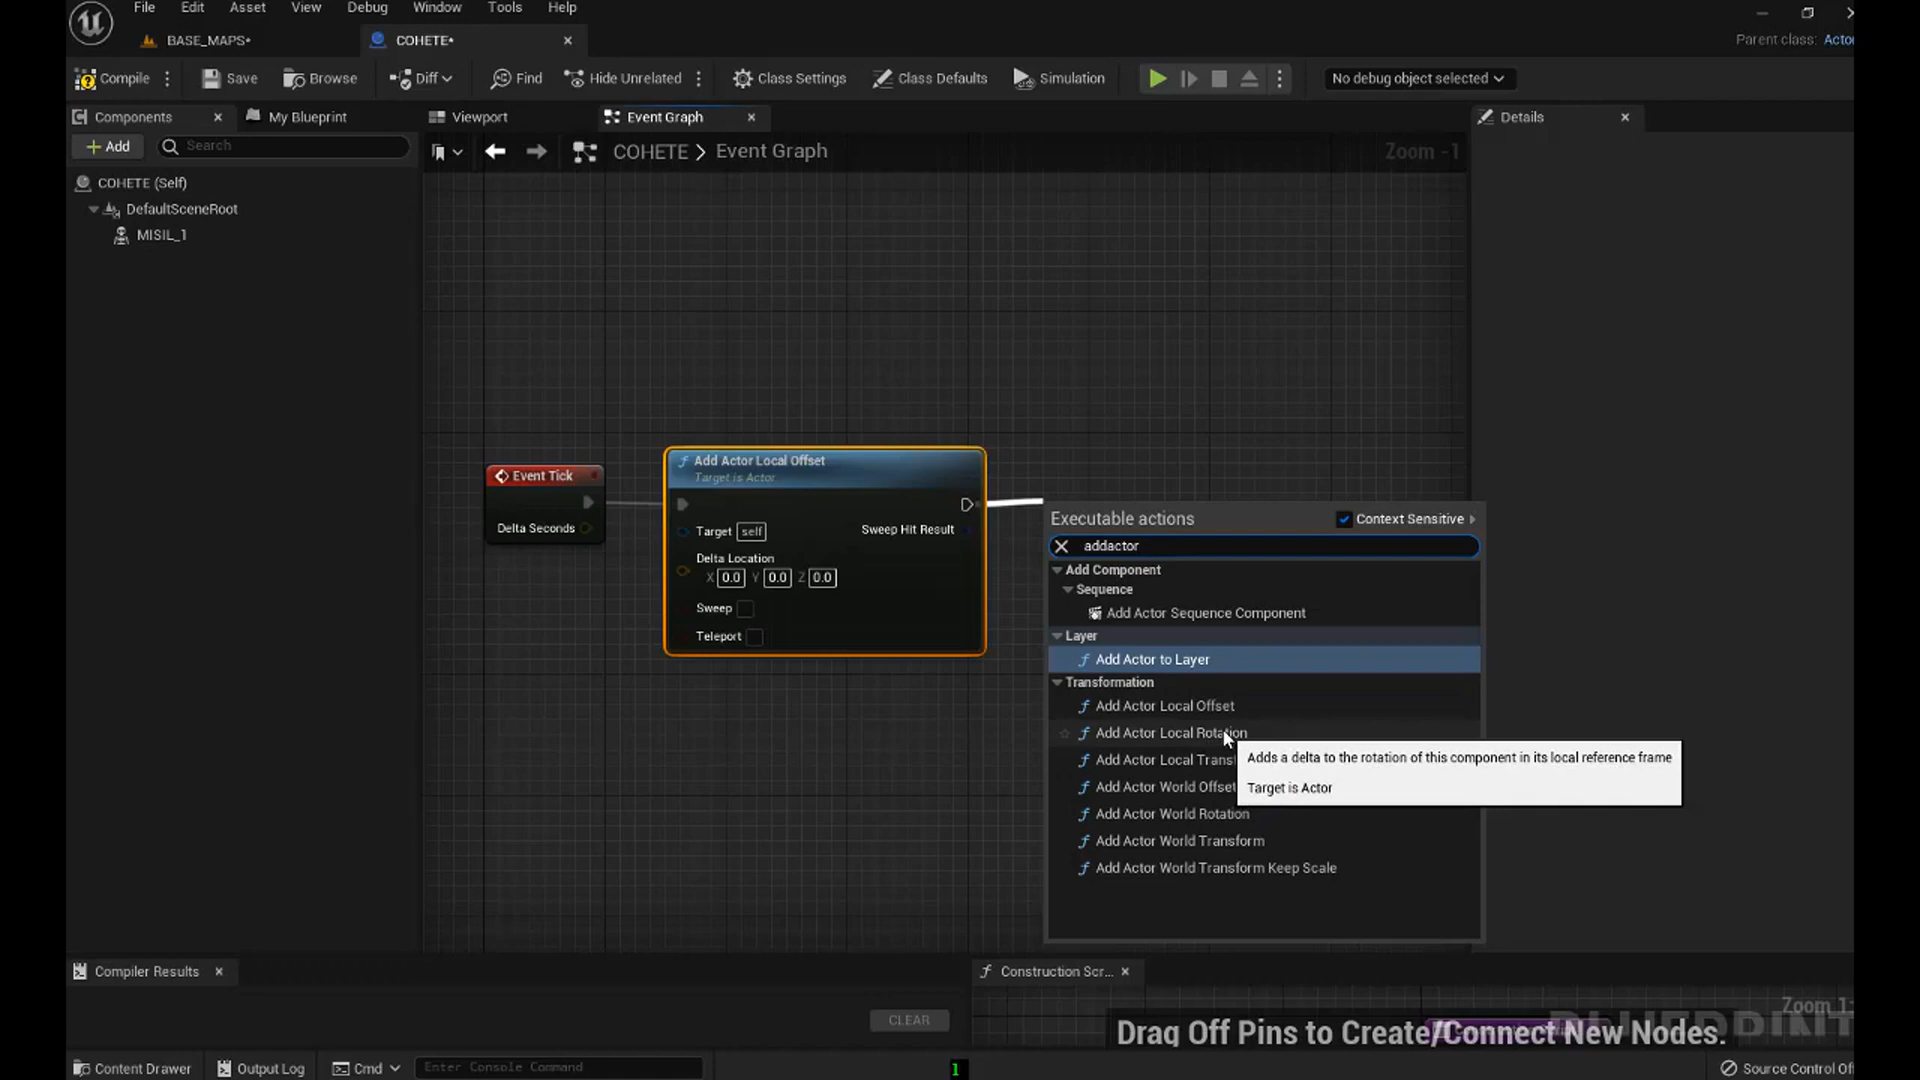 File Edit Asset View Debug Window Tools Help
BASE_MAPS•
COHETE•
Parent class: Acto
Compile Save Browse Diff Find Hide Unrelated Class Settings Class Defaults Simulation No debug object selected
Components My Blueprint Viewport Event Graph Details
Add Search
COHETE > Event Graph Zoom -1
COHETE (Self)
DefaultSceneRoot
MISIL_1
Event Tick
Delta Seconds
Add Actor Local Offset
Target is Actor
Target self
Sweep Hit Result
Delta Location
X 0.0 Y 0.0 Z 0.0
Sweep
Teleport
Executable actions Context Sensitive
addactor
Add Component
Sequence
Add Actor Sequence Component
Layer
Add Actor to Layer
Transformation
Add Actor Local Offset
Add Actor Local Rotation
Add Actor Local Transf
Add Actor World Offset
Add Actor World Rotation
Add Actor World Transform
Add Actor World Transform Keep Scale
Adds a delta to the rotation of this component in its local reference frame
Target is Actor
Compiler Results
Construction Scr...
CLEAR
Zoom 1:
Drag Off Pins to Create/Connect New Nodes.
Content Drawer Output Log Cmd Enter Console Command 1 Source Control Of